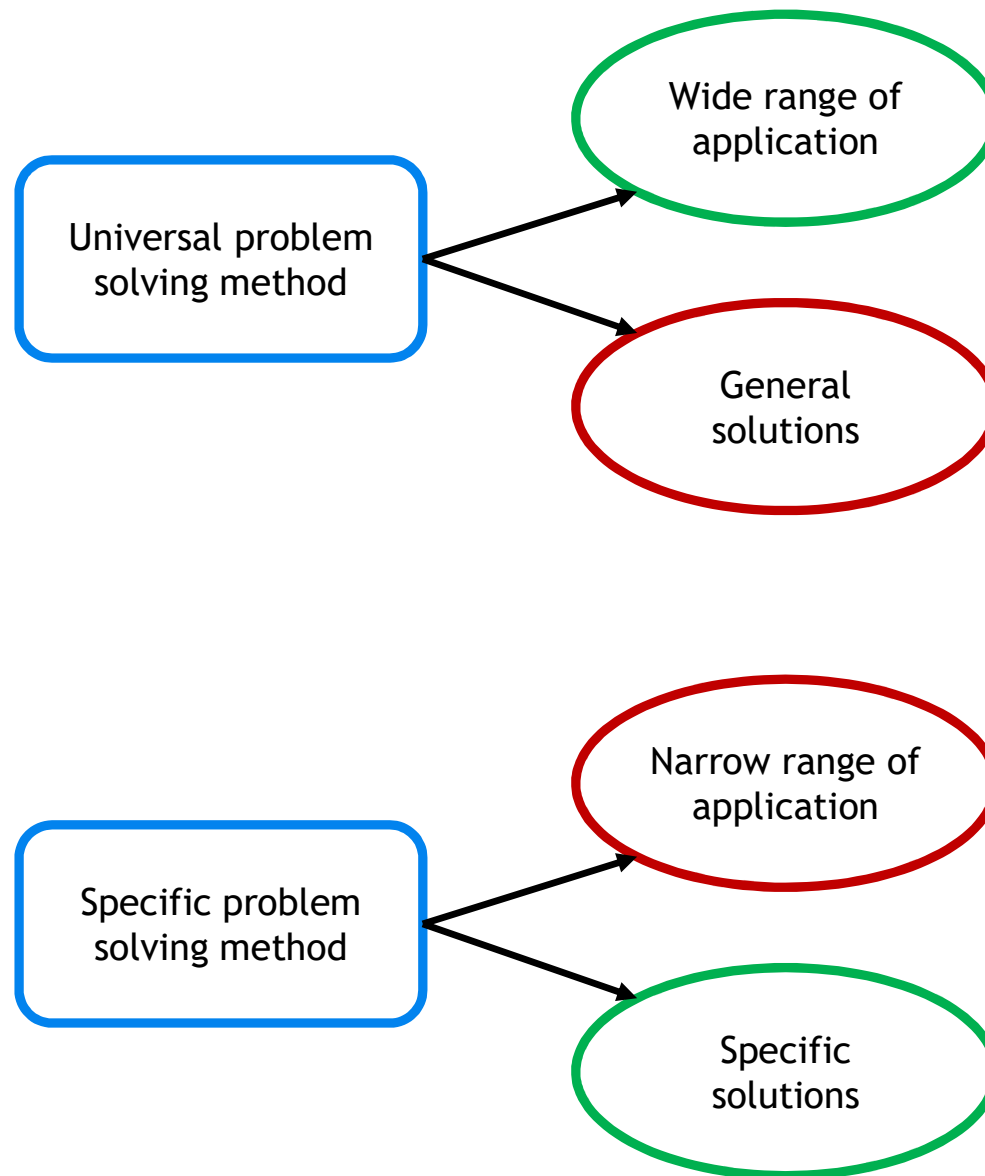 Wide range of
application
Universal problem
solving method
General
solutions
Narrow range of
application
Specific problem
solving method
Specific
solutions